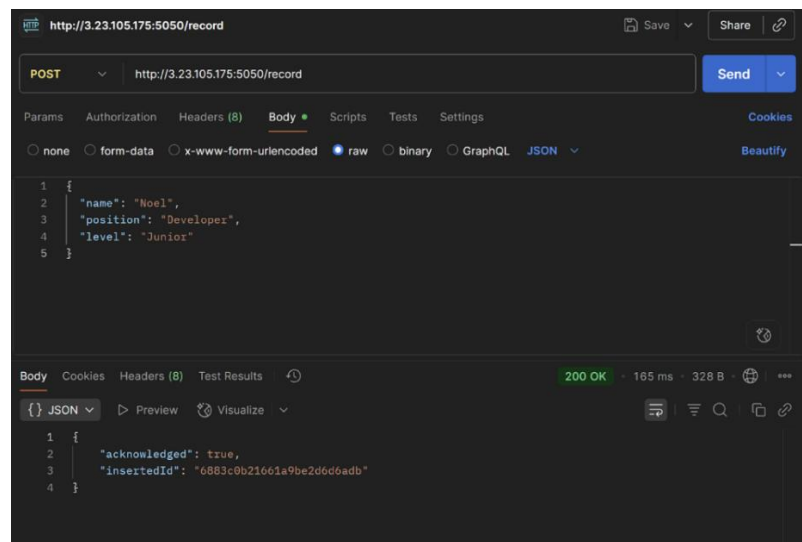 HTTP http://3.23.105.175:5050/record Save Share
POST http://3.23.105.175:5050/record Send
Params Authorization Headers (8) Body Scripts Tests Settings Cookies
none form-data x-www-form-urlencoded raw binary GraphQL JSON Beautify
1 {
2 "name": "Noel",
3 "position": "Developer",
4 "level": "Junior"
5 }
Body Cookies Headers (8) Test Results 200 OK 165 ms 328 B
{} JSON Preview Visualize
1 {
2 "acknowledged": true,
3 "insertedId": "6883c0b21661a9be2d6d6adb"
4 }